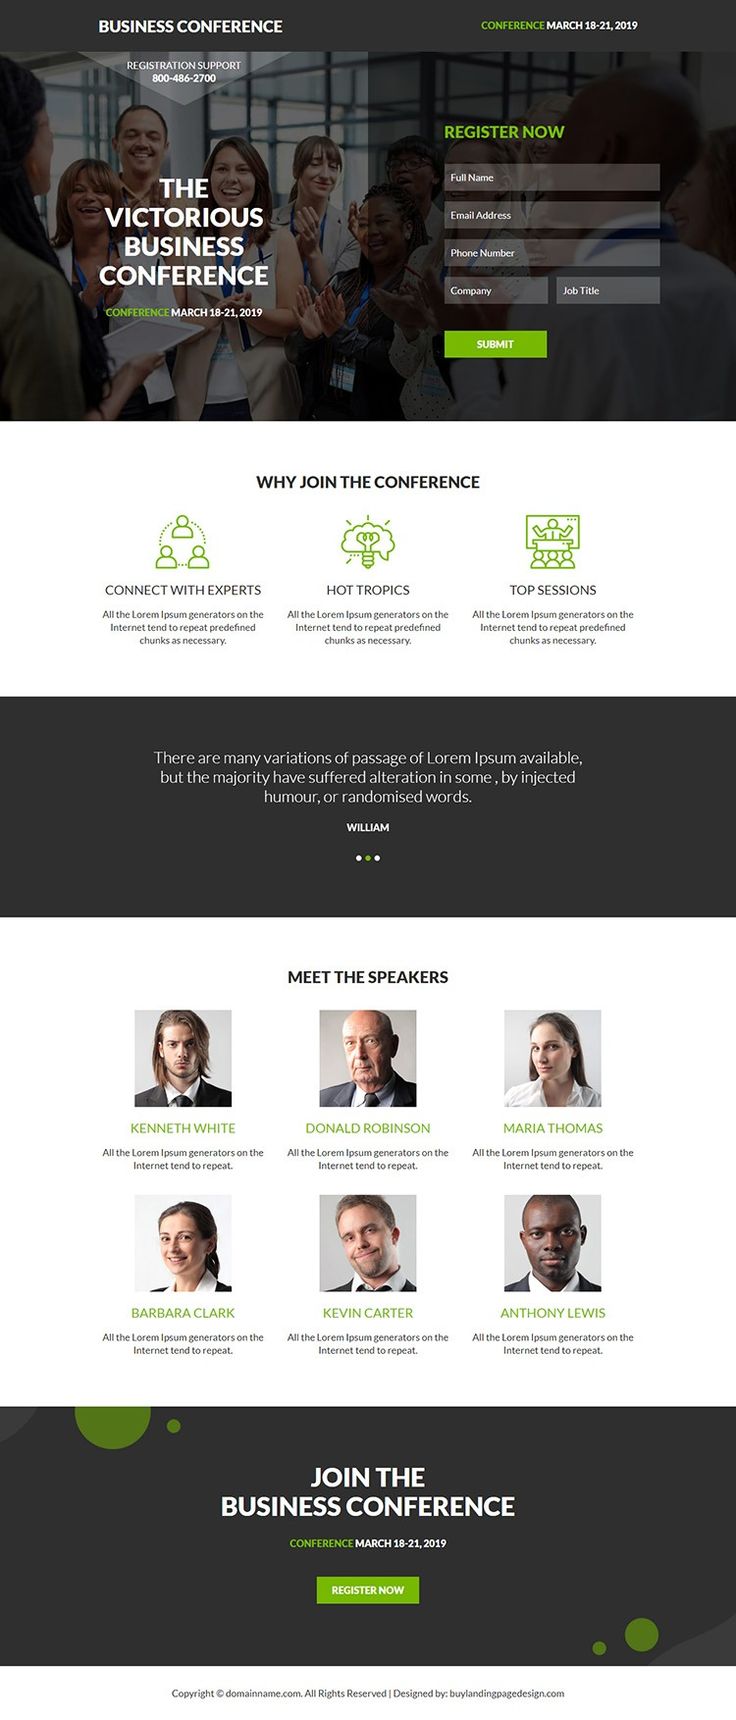 BUSINESS CONFERENCE
CONFERENCE MARCH 18-21, 2019
REGISTRATION SUPPORT
800-486-2700
THE
VICTORIOUS
BUSINESS
CONFERENCE
CONFERENCE MARCH 18-21, 2019
REGISTER NOW
Full Name
Email Address
Phone Number
Company
Job Title
SUBMIT
WHY JOIN THE CONFERENCE
CONNECT WITH EXPERTS
All the Lorem Ipsum generators on the
Internet tend to repeat predefined
chunks as necessary.
HOT TROPICS
All the Lorem Ipsum generators on the
Internet tend to repeat predefined
chunks as necessary.
TOP SESSIONS
All the Lorem Ipsum generators on the
Internet tend to repeat predefined
chunks as necessary.
There are many variations of passage of Lorem Ipsum available,
but the majority have suffered alteration in some , by injected
humour, or randomised words.
WILLIAM
MEET THE SPEAKERS
KENNETH WHITE
All the Lorem Ipsum generators on the
Internet tend to repeat.
DONALD ROBINSON
All the Lorem Ipsum generators on the
Internet tend to repeat.
MARIA THOMAS
All the Lorem Ipsum generators on the
Internet tend to repeat.
BARBARA CLARK
All the Lorem Ipsum generators on the
Internet tend to repeat.
KEVIN CARTER
All the Lorem Ipsum generators on the
Internet tend to repeat.
ANTHONY LEWIS
All the Lorem Ipsum generators on the
Internet tend to repeat.
JOIN THE
BUSINESS CONFERENCE
CONFERENCE MARCH 18-21, 2019
REGISTER NOW
Copyright © domainname.com. All Rights Reserved | Designed by: buylandingpagedesign.com